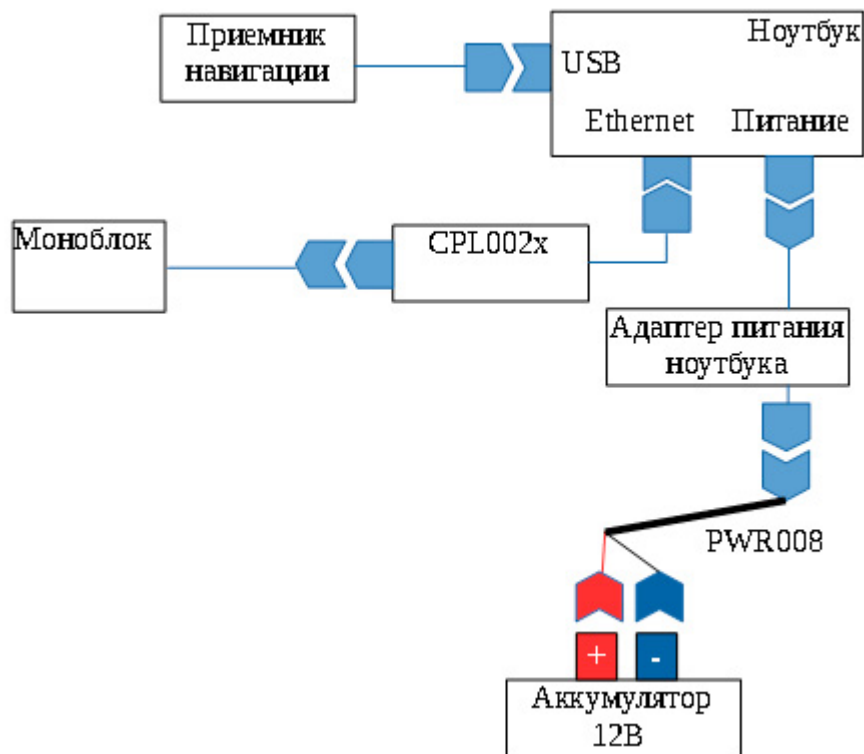 Приемник
навигации
Ноутбук
USB
Ethernet
Питание
Моноблок
CPL002x
Адаптер питания
ноутбука
PWR008
+
-
Аккумулятор
12В